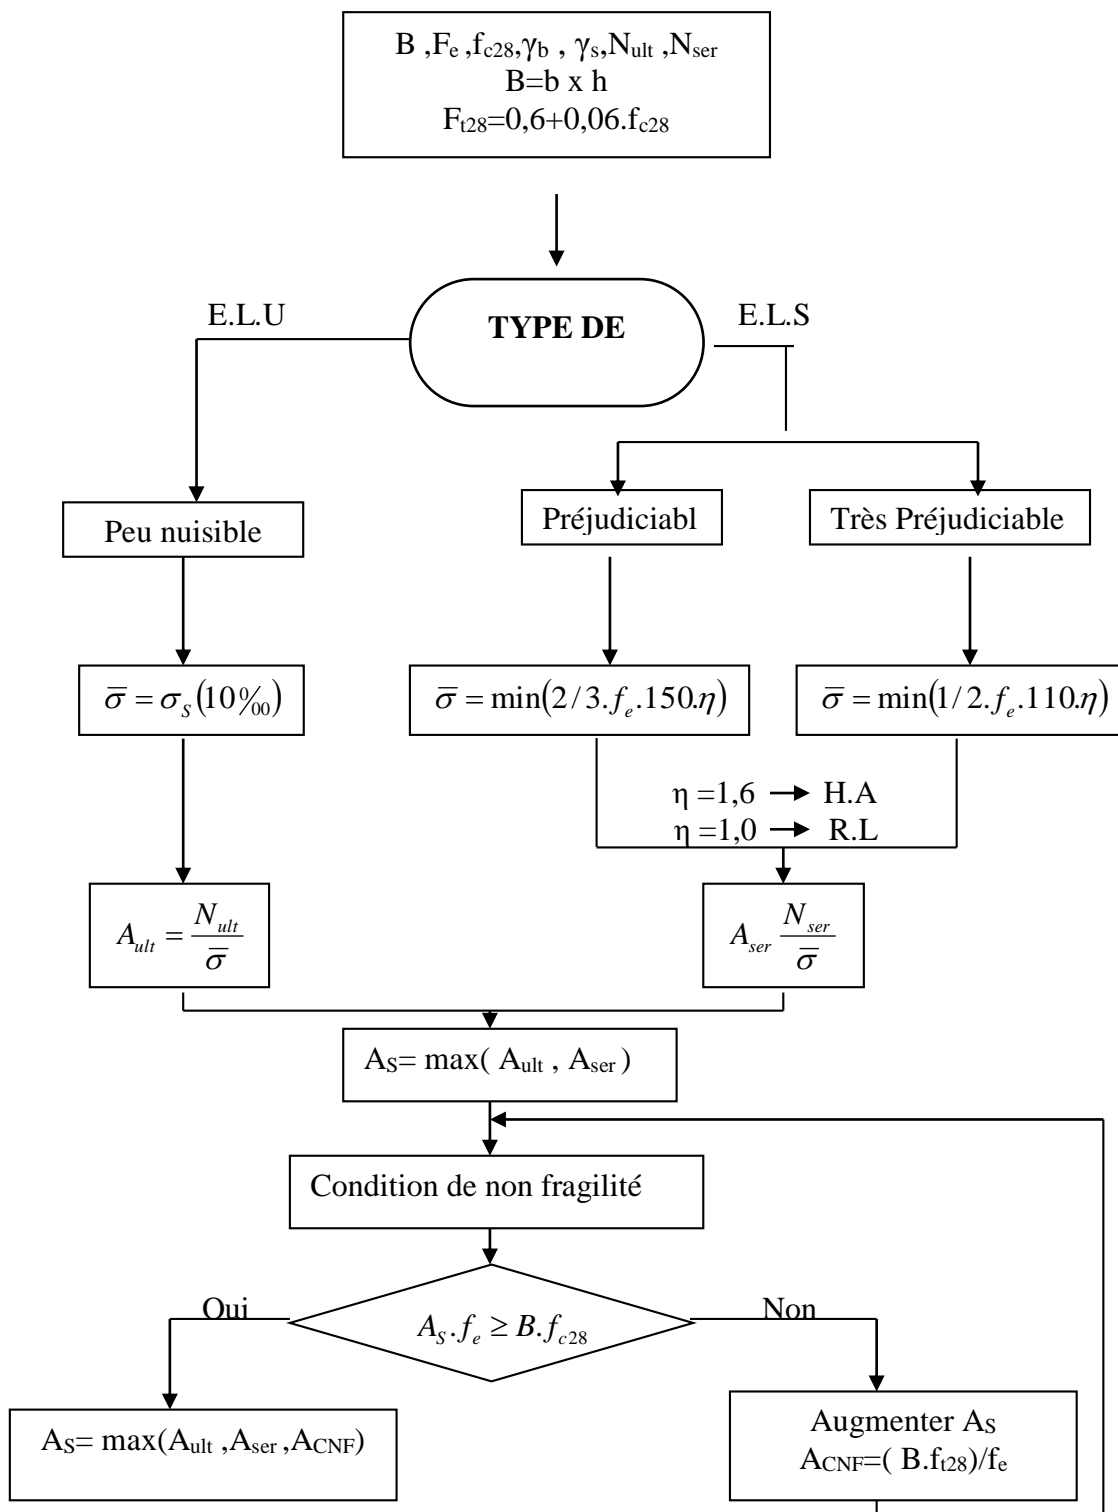 B ,Fe ,fc28,γb , γs,Nult ,Nser
B=b x h
Ft28=0,6+0,06.fc28
E.L.U
TYPE DE
E.L.S
Peu nuisible
Préjudiciabl
Très Préjudiciable
σ̅ = σS(10‰)
σ̅ = min(2/3.fe.150.η)
σ̅ = min(1/2.fe.110.η)
η =1,6 → H.A
η =1,0 → R.L
Ault = Nult / σ̅
Aser Nser / σ̅
AS= max( Ault , Aser )
Condition de non fragilité
Oui
AS.fe ≥ B.fc28
Non
AS= max(Ault ,Aser ,ACNF)
Augmenter AS
ACNF=( B.ft28)/fe